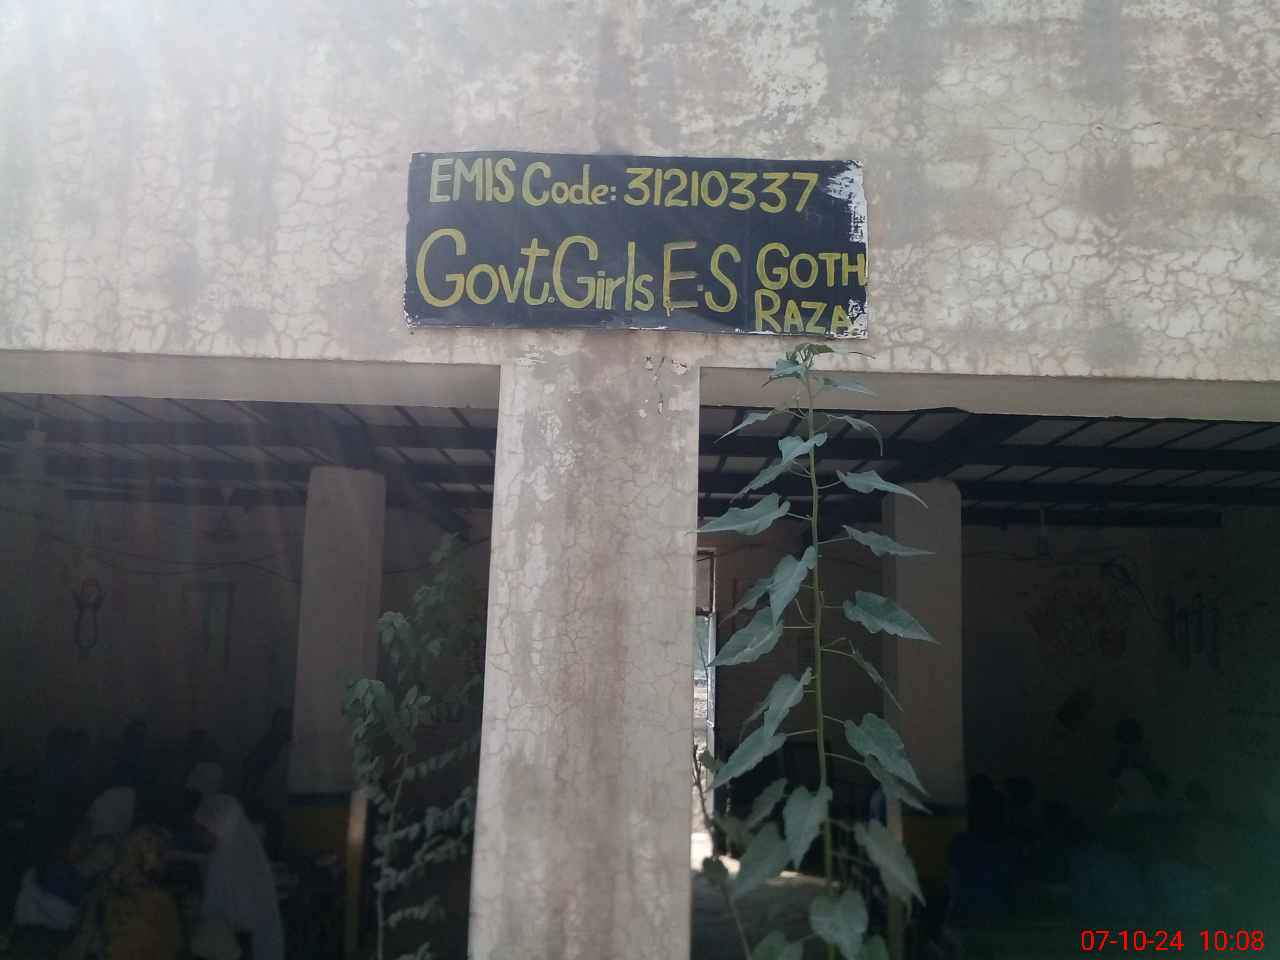 EMIS Code: 31210337
Govt. Girls E.S GOTH
RAZA
07-10-24 10:08